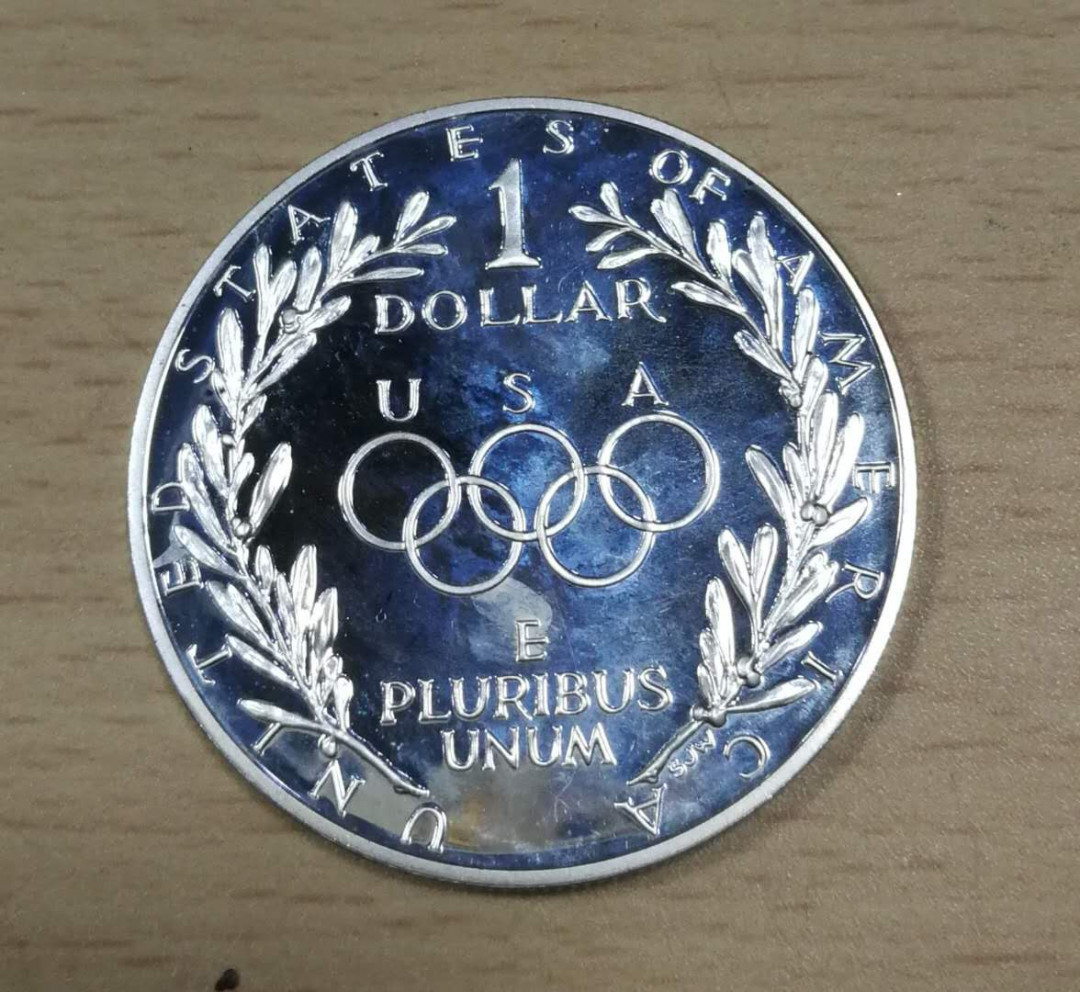 UNITED STATES OF AMERICA
1
DOLLAR
U S A
E
PLURIBUS
UNUM